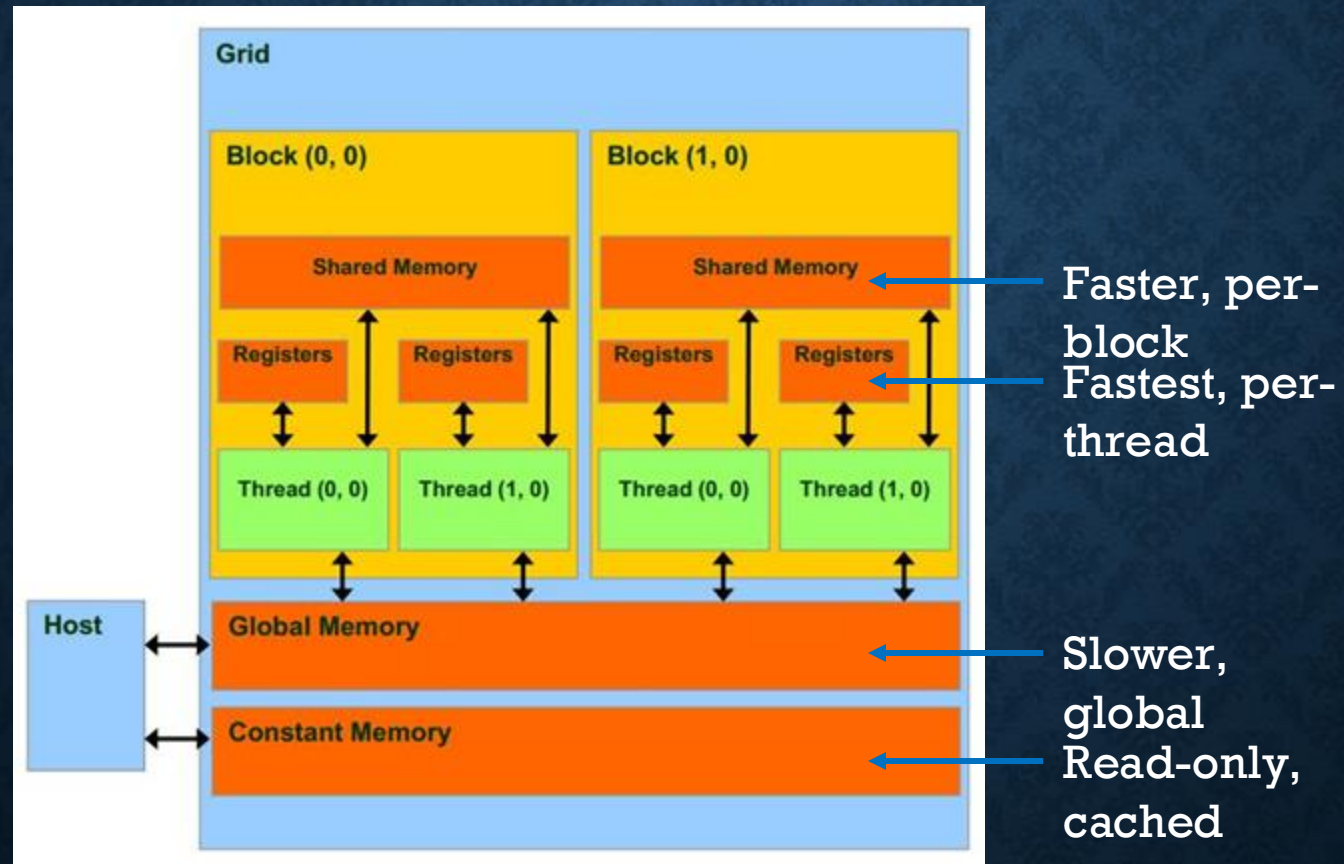 Grid
Block (0, 0)
Block (1, 0)
Shared Memory
Shared Memory
Registers
Registers
Registers
Registers
Thread (0, 0)
Thread (1, 0)
Thread (0, 0)
Thread (1, 0)
Host
Global Memory
Constant Memory
Faster, per-
block
Fastest, per-
thread
Slower,
global
Read-only,
cached